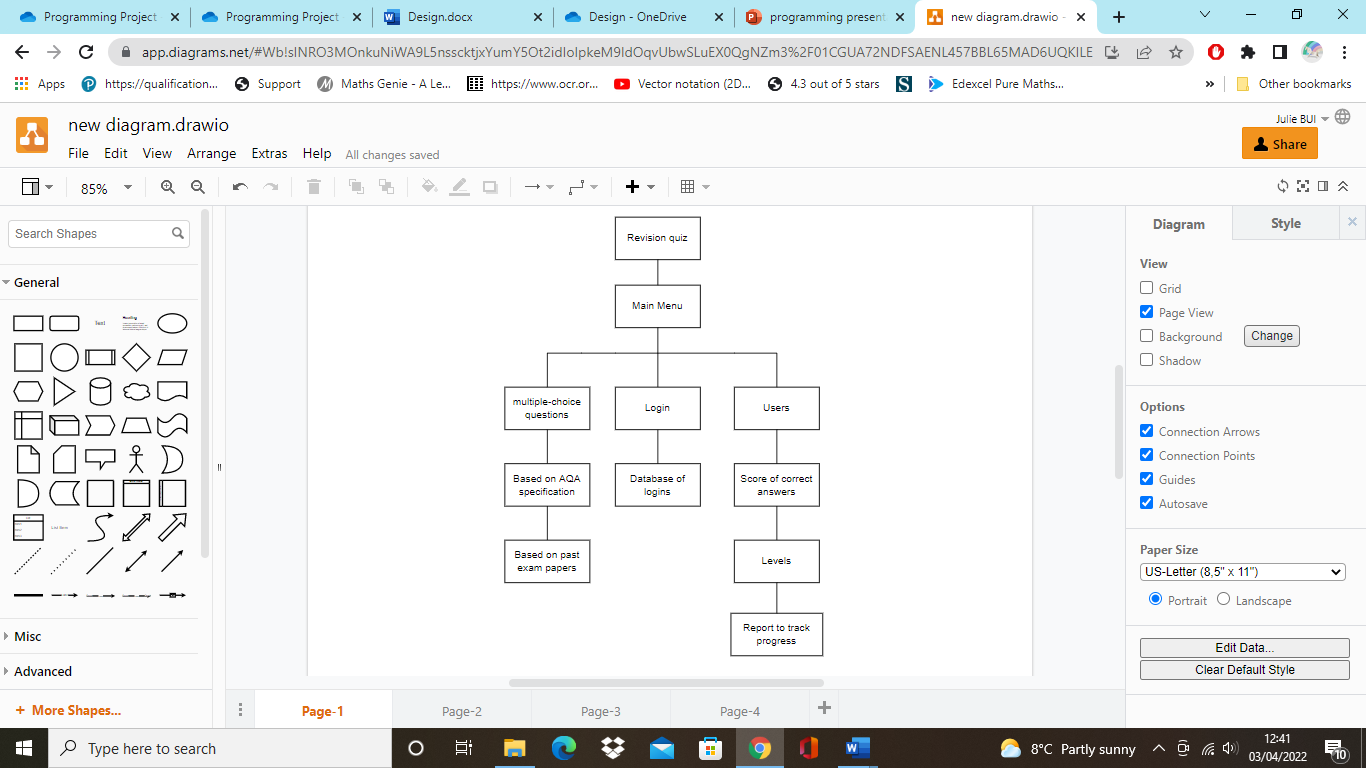 Programming Project
Programming Project
Design.docx
Design - OneDrive
programming present
new diagram.drawio -
app.diagrams.net/#Wb!sINRO3MOnkuNiWA9L5nsscktjxYumY5Ot2idIoIpkeM9ldOqvUbwSLuEX0QgNZm3%2F01CGUA72NDFSAENL457BBL65MAD6UQKILE
Apps
https://qualification...
Support
Maths Genie - A Le...
https://www.ocr.or...
Vector notation (2D...
4.3 out of 5 stars
Edexcel Pure Maths...
»
Other bookmarks
new diagram.drawio
Julie BUI
File Edit View Arrange Extras Help All changes saved
Share
85%
Search Shapes
General
Text
Heading
List Item
Misc
Advanced
+ More Shapes...
Revision quiz
Main Menu
multiple-choice
questions
Login
Users
Based on AQA
specification
Database of
logins
Score of correct
answers
Based on past
exam papers
Levels
Report to track
progress
Diagram
Style
View
Grid
Page View
Background
Change
Shadow
Options
Connection Arrows
Connection Points
Guides
Autosave
Paper Size
US-Letter (8,5" x 11")
Portrait
Landscape
Edit Data...
Clear Default Style
Page-1
Page-2
Page-3
Page-4
Type here to search
8°C Partly sunny
12:41
03/04/2022
10